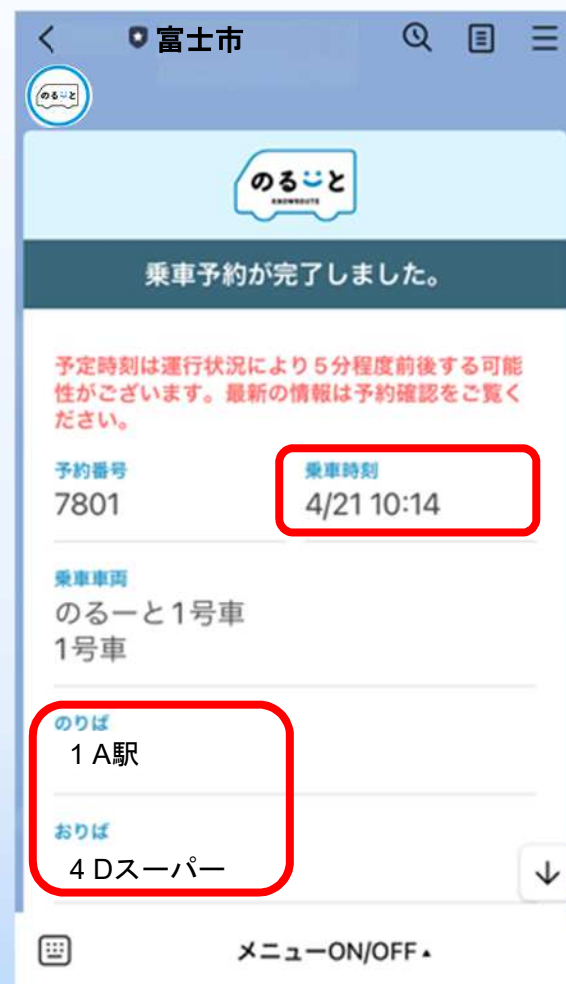 富士市
のるーと
のるーと
KNOWROUTE
乗車予約が完了しました。
予定時刻は運行状況により5分程度前後する可能
性がございます。最新の情報は予約確認をご覧く
ださい。
予約番号
乗車時刻
7801
4/21 10:14
乗車車両
のるーと1号車
1号車
のりば
1 A駅
おりば
4 Dスーパー
メニューON/OFF▲